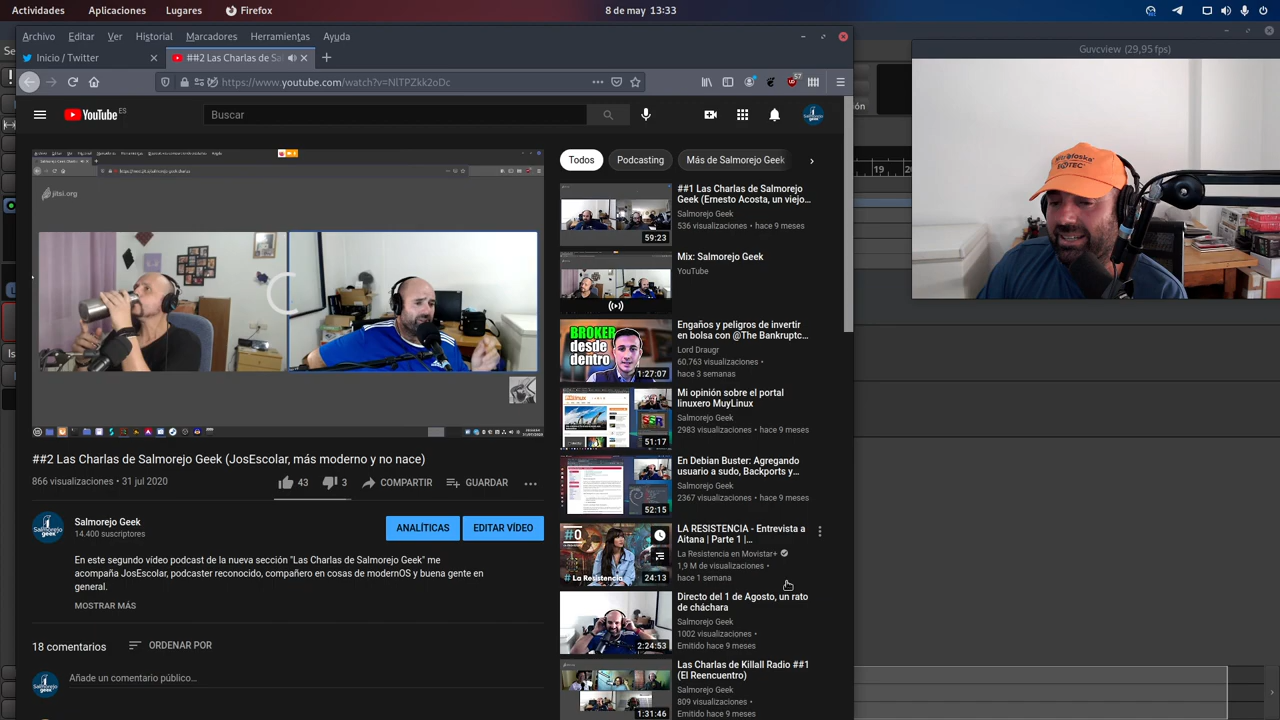 Actividades
Aplicaciones
Lugares
Firefox
8 de may 13:33
Archivo
Editar
Ver
Historial
Marcadores
Herramientas
Ayuda
Guvcview (29,95 fps)
Inicio / Twitter
##2 Las Charlas de Sal
https://www.youtube.com/watch?v=NlTPZkk2oDc
57
YouTube ES
Buscar
Todos
Podcasting
Más de Salmorejo Geek
jitsi.org
##1 Las Charlas de Salmorejo
Geek (Ernesto Acosta, un viejo...
Salmorejo Geek
536 visualizaciones • hace 9 meses
59:23
Mix: Salmorejo Geek
YouTube
Engaños y peligros de invertir
en bolsa con @The Bankruptc...
Lord Draugr
60.763 visualizaciones •
hace 3 semanas
BROKER
desde
dentro
1:27:07
Mi opinión sobre el portal
linuxero MuyLinux
Salmorejo Geek
2983 visualizaciones • hace 9 meses
51:17
En Debian Buster: Agregando
usuario a sudo, Backports y...
Salmorejo Geek
2367 visualizaciones • hace 9 meses
52:15
LA RESISTENCIA - Entrevista a
Aitana | Parte 1 |...
La Resistencia en Movistar+
1,9 M de visualizaciones •
hace 1 semana
#0
# La Resistencia
24:13
Directo del 1 de Agosto, un rato
de cháchara
Salmorejo Geek
1002 visualizaciones •
Emitido hace 9 meses
2:24:53
Las Charlas de Killall Radio ##1
(El Reencuentro)
Salmorejo Geek
809 visualizaciones •
Emitido hace 9 meses
1:31:46
##2 Las Charlas de Salmorejo Geek (JosEscolar, mas moderno y no nace)
866 visualizaciones • 31 jul 2020
43
3
COMPARTIR
GUARDAR
Salmorejo Geek
14.400 suscriptores
ANALÍTICAS
EDITAR VÍDEO
En este segundo vídeo podcast de la nueva sección "Las Charlas de Salmorejo Geek" me
acompaña JosEscolar, podcaster reconocido, compañero en cosas de modernOS y buena gente en
general.
MOSTRAR MÁS
18 comentarios
ORDENAR POR
Añade un comentario público...